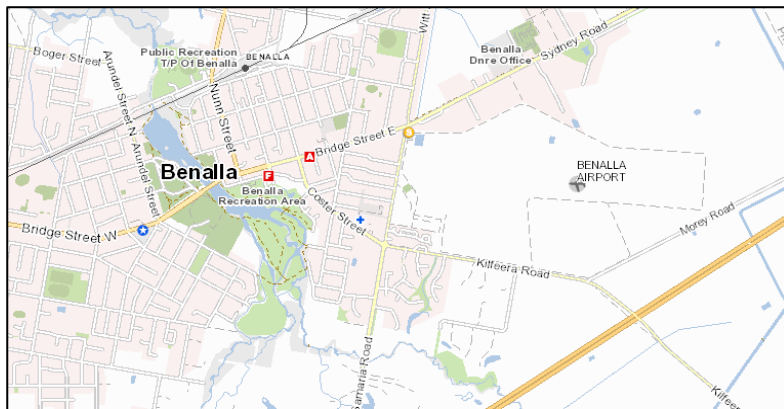 Boger Street
Arundel Street N
Arundel Street
Public Recreation
T/P Of Benalla
BENALLA
Nunn Street
Witt
Benalla
Dnre Office
Sydney Road
Bridge Street E
A
F
Benalla
Benalla
Recreation Area
Coster Street
Bridge Street W
BENALLA
AIRPORT
Morey Road
Kilfeera Road
Samaria Road
Kilfeera